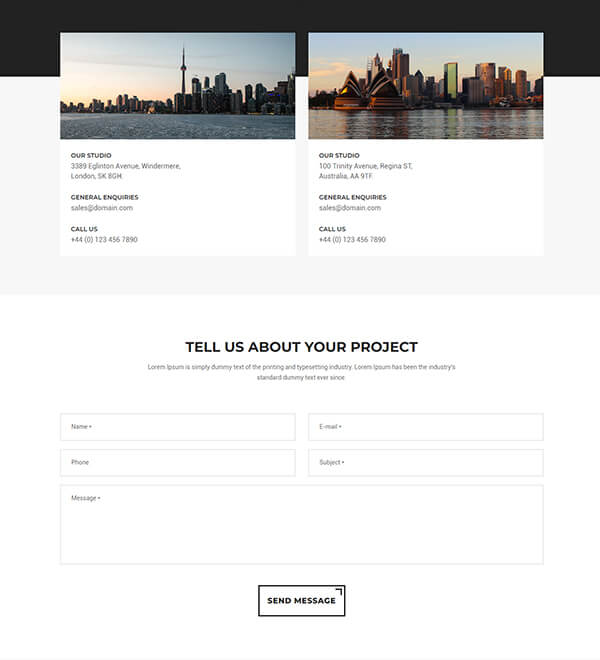 OUR STUDIO
3389 Eglinton Avenue, Windermere,
London, SK 8GH.
GENERAL ENQUIRIES
sales@domain.com
CALL US
+44 (0) 123 456 7890
OUR STUDIO
100 Trinity Avenue, Regina ST,
Australia, AA 9TF.
GENERAL ENQUIRIES
sales@domain.com
CALL US
+44 (0) 123 456 7890
TELL US ABOUT YOUR PROJECT
Lorem Ipsum is simply dummy text of the printing and typesetting industry. Lorem Ipsum has been the industry's
standard dummy text ever since.
Name *
E-mail *
Phone
Subject *
Message *
SEND MESSAGE